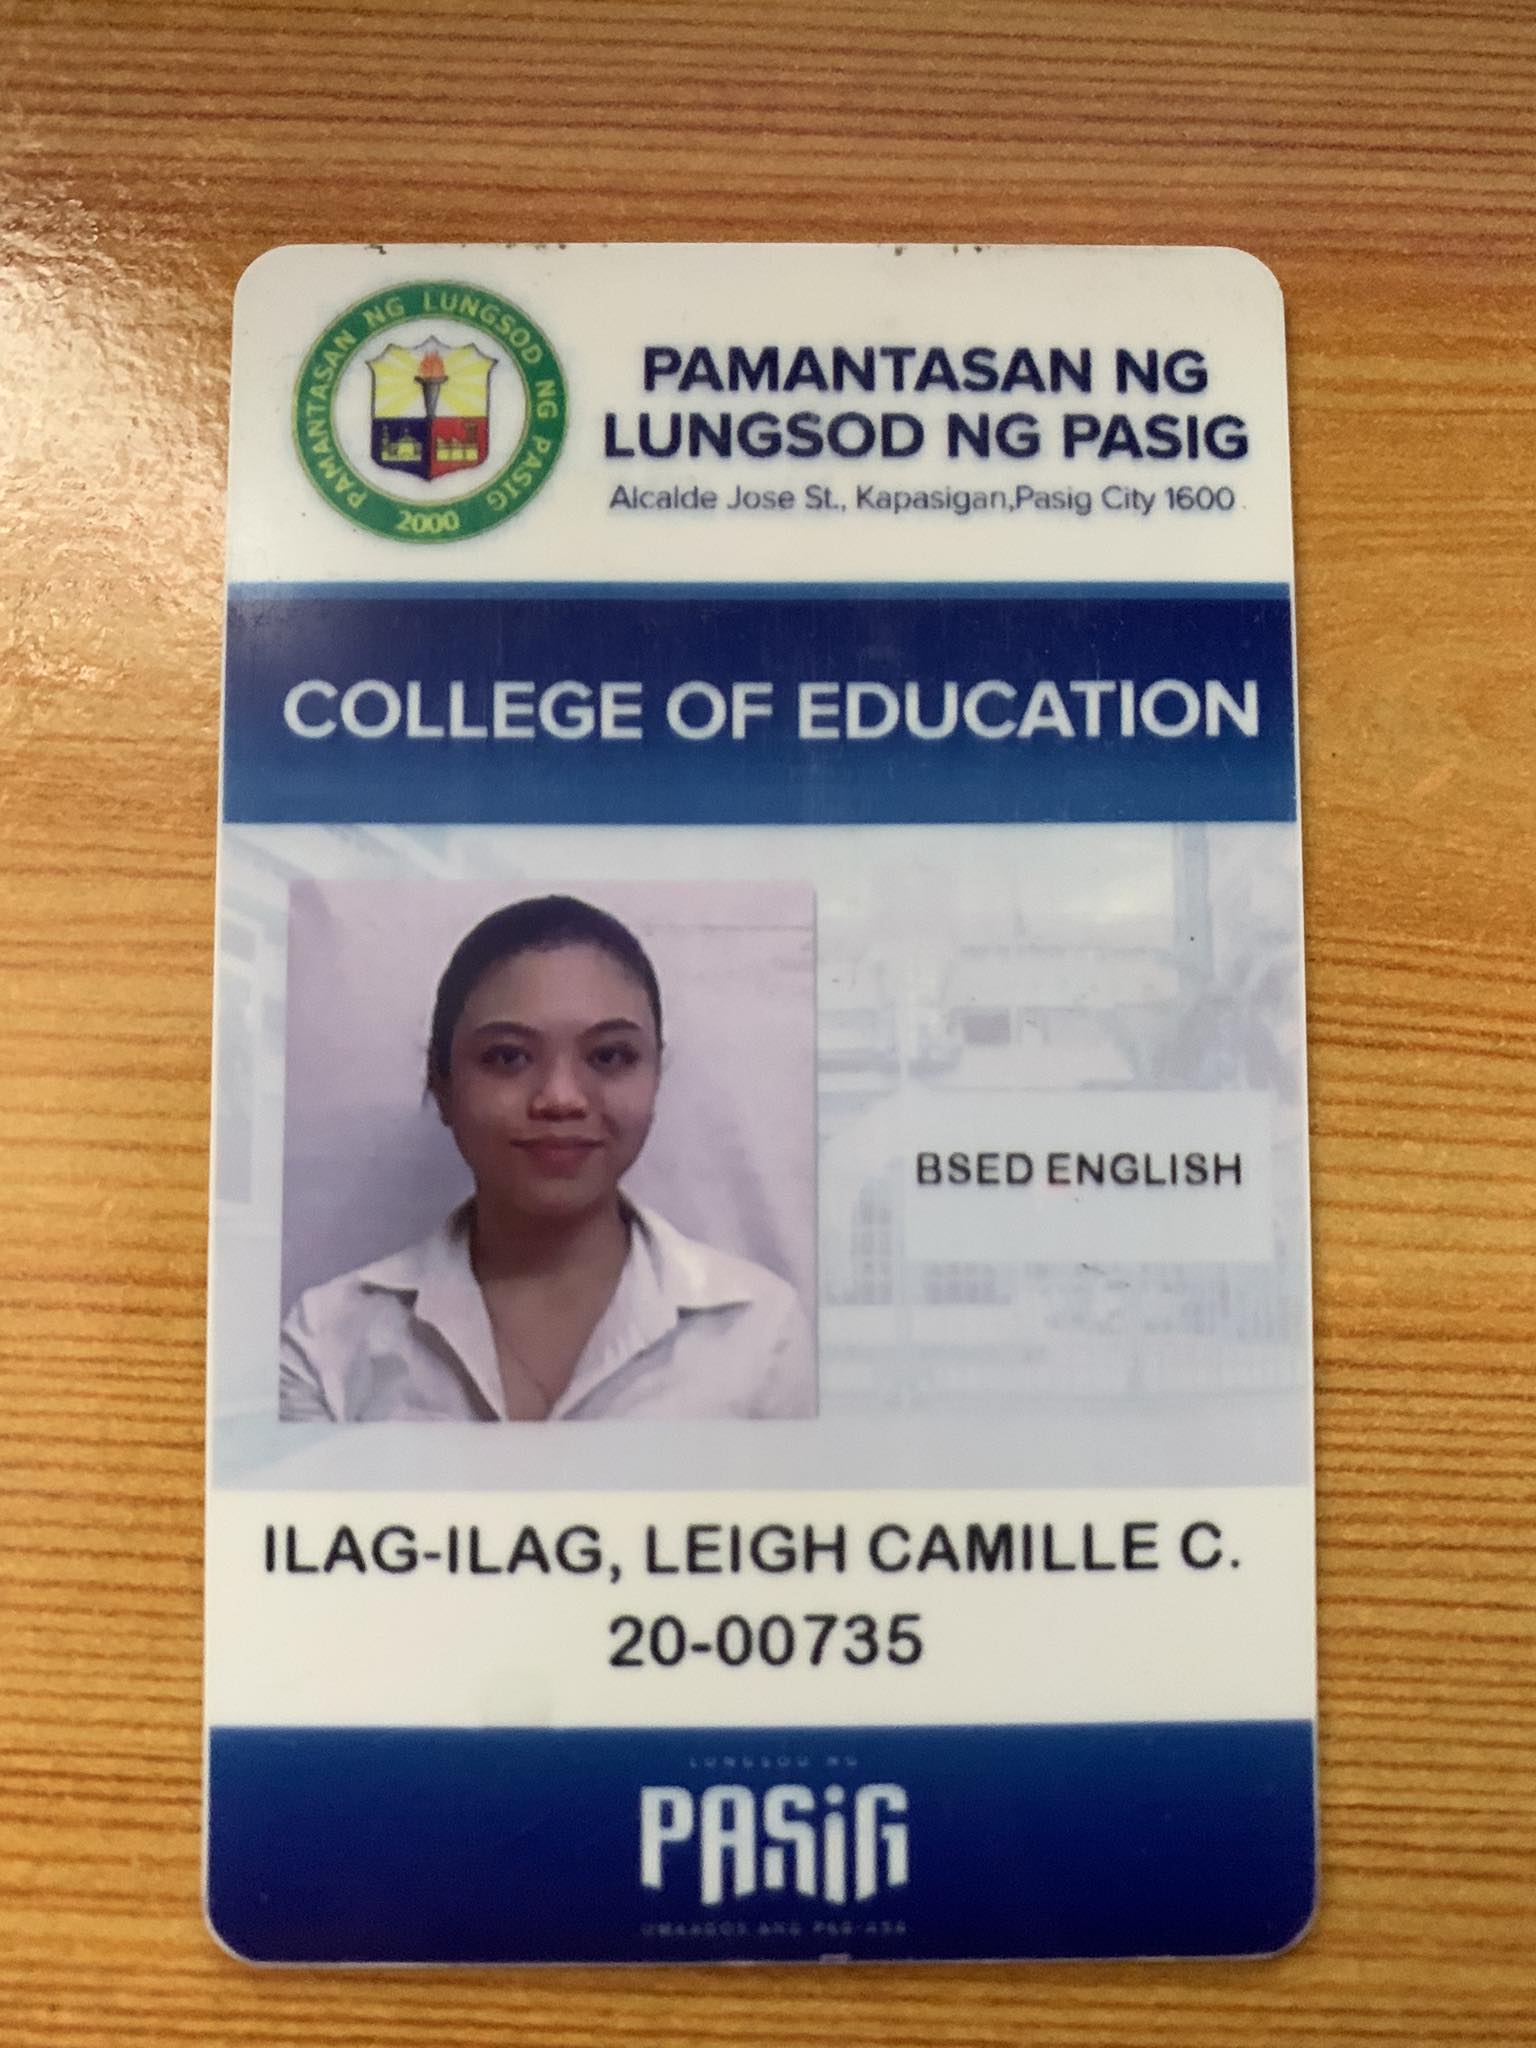 PAMANTASAN NG LUNGSOD NG PASIG
2000
PAMANTASAN NG
LUNGSOD NG PASIG
Alcalde Jose St., Kapasigan,Pasig City 1600
COLLEGE OF EDUCATION
BSED ENGLISH
ILAG-ILAG, LEIGH CAMILLE C.
20-00735
LUNGSOD NG
PASiG
UMAAGOS ANG PAG-ASA